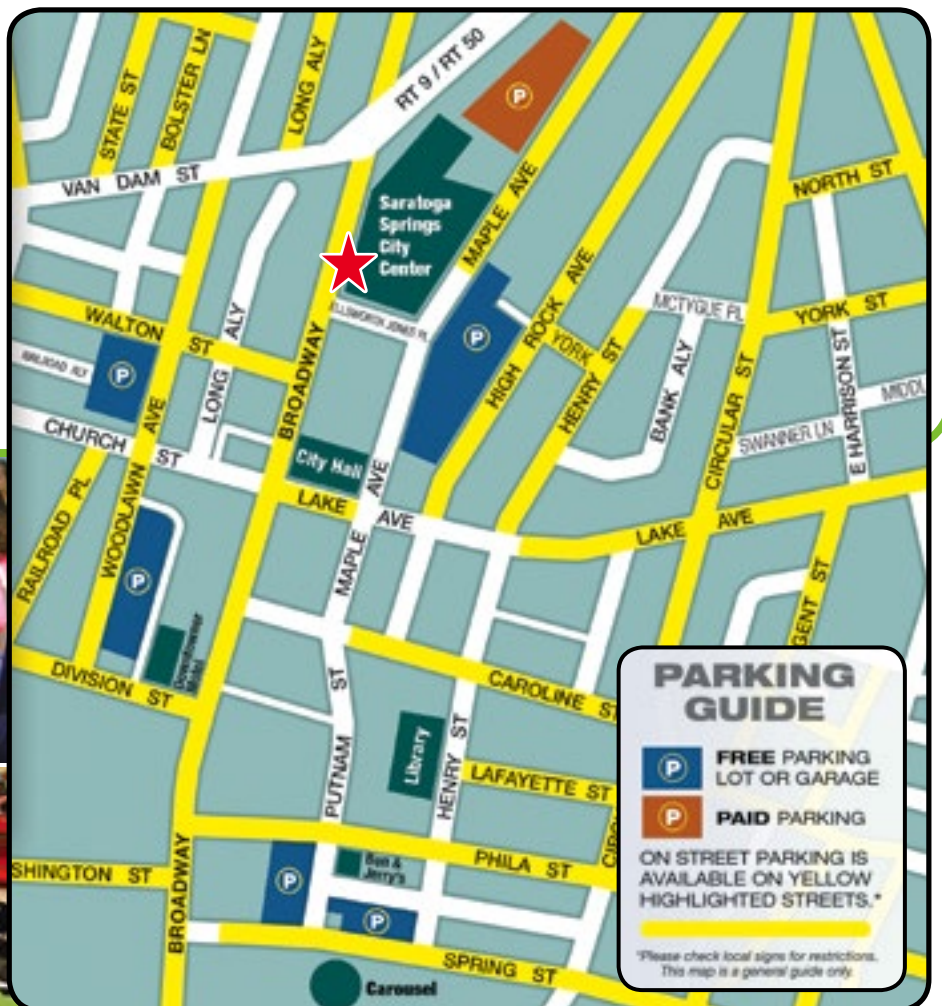 STATE ST
BOLSTER LN
LONG ALY
RT 9 / RT 50
P
VAN DAM ST
Saratoga
Springs
City
Center
MAPLE AVE
NORTH ST
ELLSWORTH JONES PL
MCTYGUE PL
YORK ST
WALTON ST
LONG ALY
BROADWAY
P
HIGH ROCK AVE
YORK
HENRY ST
BANK ALY
CIRCULAR ST
E HARRISON ST
MIDDL
SWANNER LN
RAILROAD ALY
P
CHURCH ST
WOODLAWN AVE
City Hall
LAKE AVE
MAPLE AVE
LAKE AVE
RAILROAD PL
P
Downtowner
Motel
DIVISION ST
GENT ST
CAROLINE ST
PUTNAM ST
Library
HENRY ST
LAFAYETTE ST
CIRC
PHILA ST
Ben &
Jerry's
SHINGTON ST
BROADWAY
P
P
SPRING ST
Carousel
PARKING
GUIDE
P
FREE PARKING
LOT OR GARAGE
P
PAID PARKING
ON STREET PARKING IS
AVAILABLE ON YELLOW
HIGHLIGHTED STREETS.*
*Please check local signs for restrictions.
This map is a general guide only.